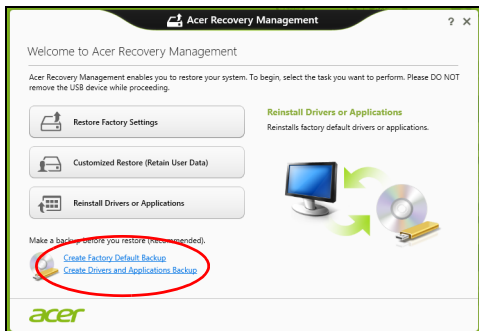 Acer Recovery Management
? X
Welcome to Acer Recovery Management
Acer Recovery Management enables you to restore your system. To begin, select the task you want to perform. Please DO NOT
remove the USB device while proceeding.
Restore Factory Settings
Customized Restore (Retain User Data)
Reinstall Drivers or Applications
Reinstall Drivers or Applications
Reinstalls factory default drivers or applications.
Make a backup before you restore (Recommended).
Create Factory Default Backup
Create Drivers and Applications Backup
acer